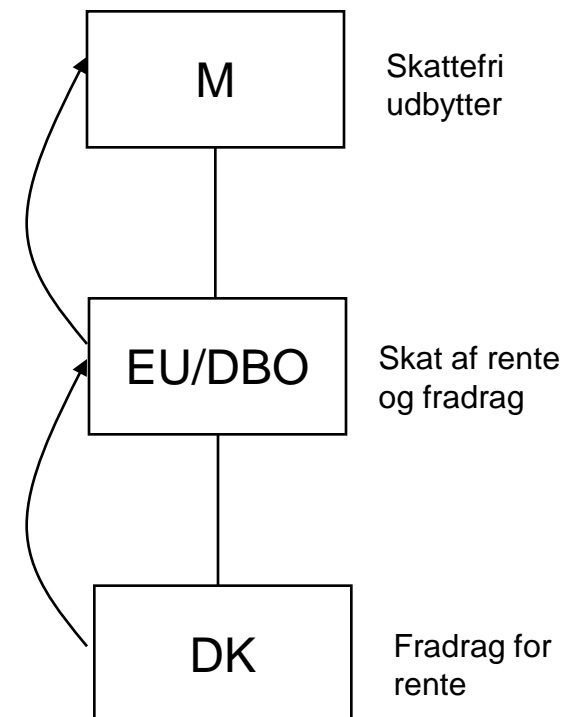 M
Skattefri
udbytter
EU/DBO
Skat af rente
og fradrag
DK
Fradrag for
rente